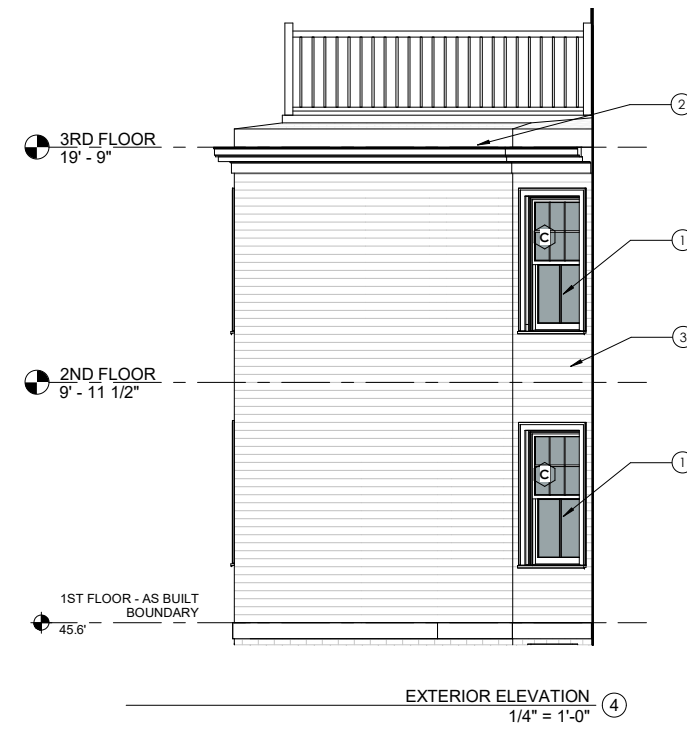 2
3RD FLOOR
19' - 9"
C
1
3
2ND FLOOR
9' - 11 1/2"
C
1
1ST FLOOR - AS BUILT
BOUNDARY
45.6'
EXTERIOR ELEVATION
4
1/4" = 1'-0"